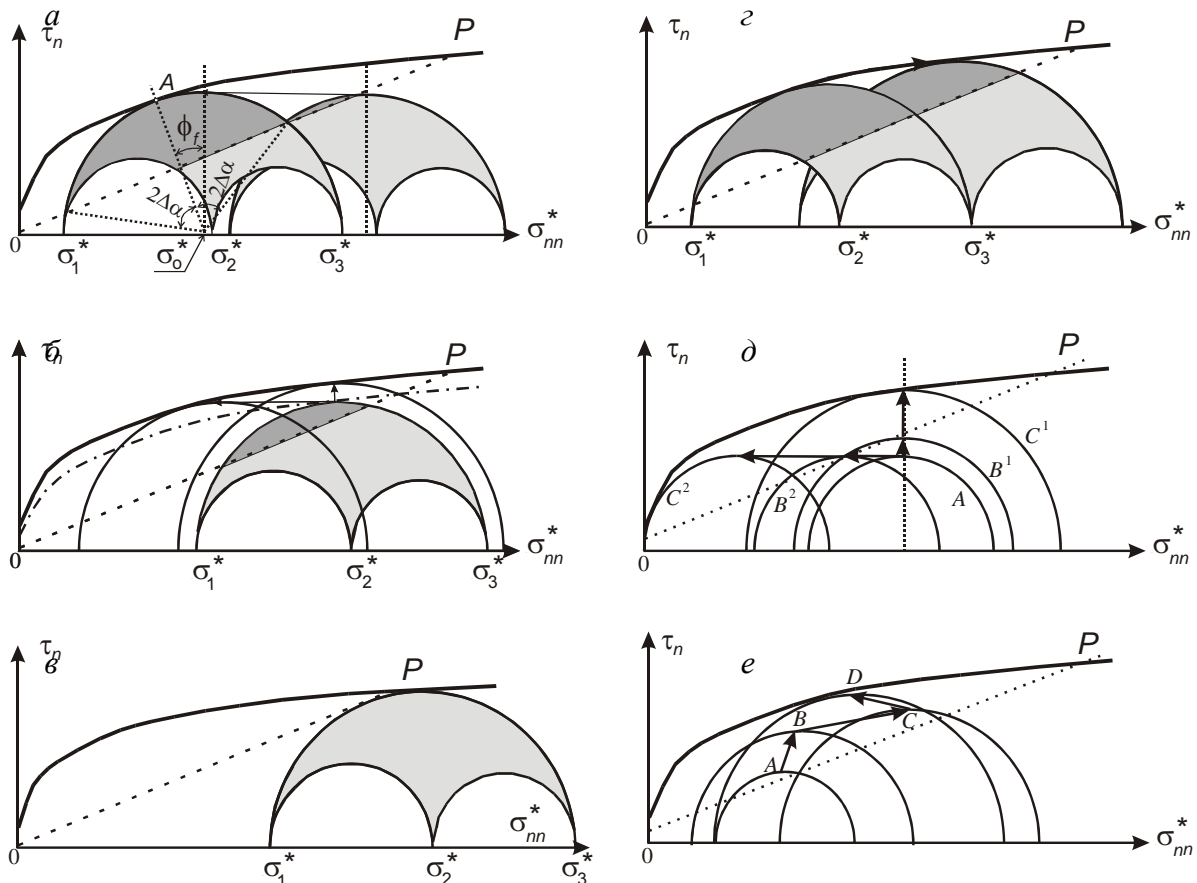 а
τn
P
A
ϕf
2Δα
2Δα
0
σ1*
σo*
σ2*
σ3*
σnn*
г
τn
P
0
σ1*
σ2*
σ3*
σnn*
б
τn
P
0
σ1*
σ2*
σ3*
σnn*
д
τn
P
C1
B1
A
B2
C2
0
σnn*
в
τn
P
0
σ1*
σ2*
σ3*
σnn*
е
τn
P
D
B
C
A
0
σnn*